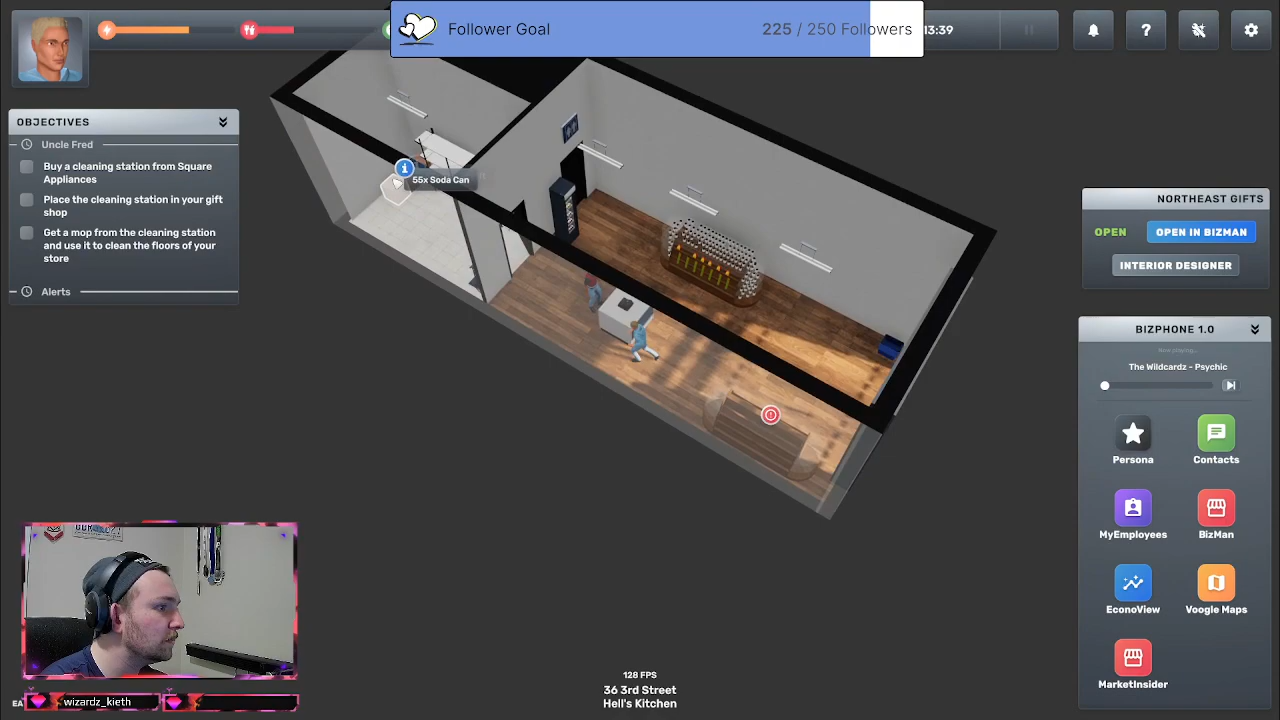 Follower Goal
225 / 250 Followers
13:39
OBJECTIVES
Uncle Fred
Buy a cleaning station from Square
Appliances
Place the cleaning station in your gift
shop
Get a mop from the cleaning station
and use it to clean the floors of your
store
Alerts
55x Soda Can
NORTHEAST GIFTS
OPEN
OPEN IN BIZMAN
INTERIOR DESIGNER
BIZPHONE 1.0
Now playing...
The Wildcardz - Psychic
Persona
Contacts
MyEmployees
BizMan
EconoView
Voogle Maps
MarketInsider
128 FPS
36 3rd Street
Hell's Kitchen
EA
wizardz_kieth